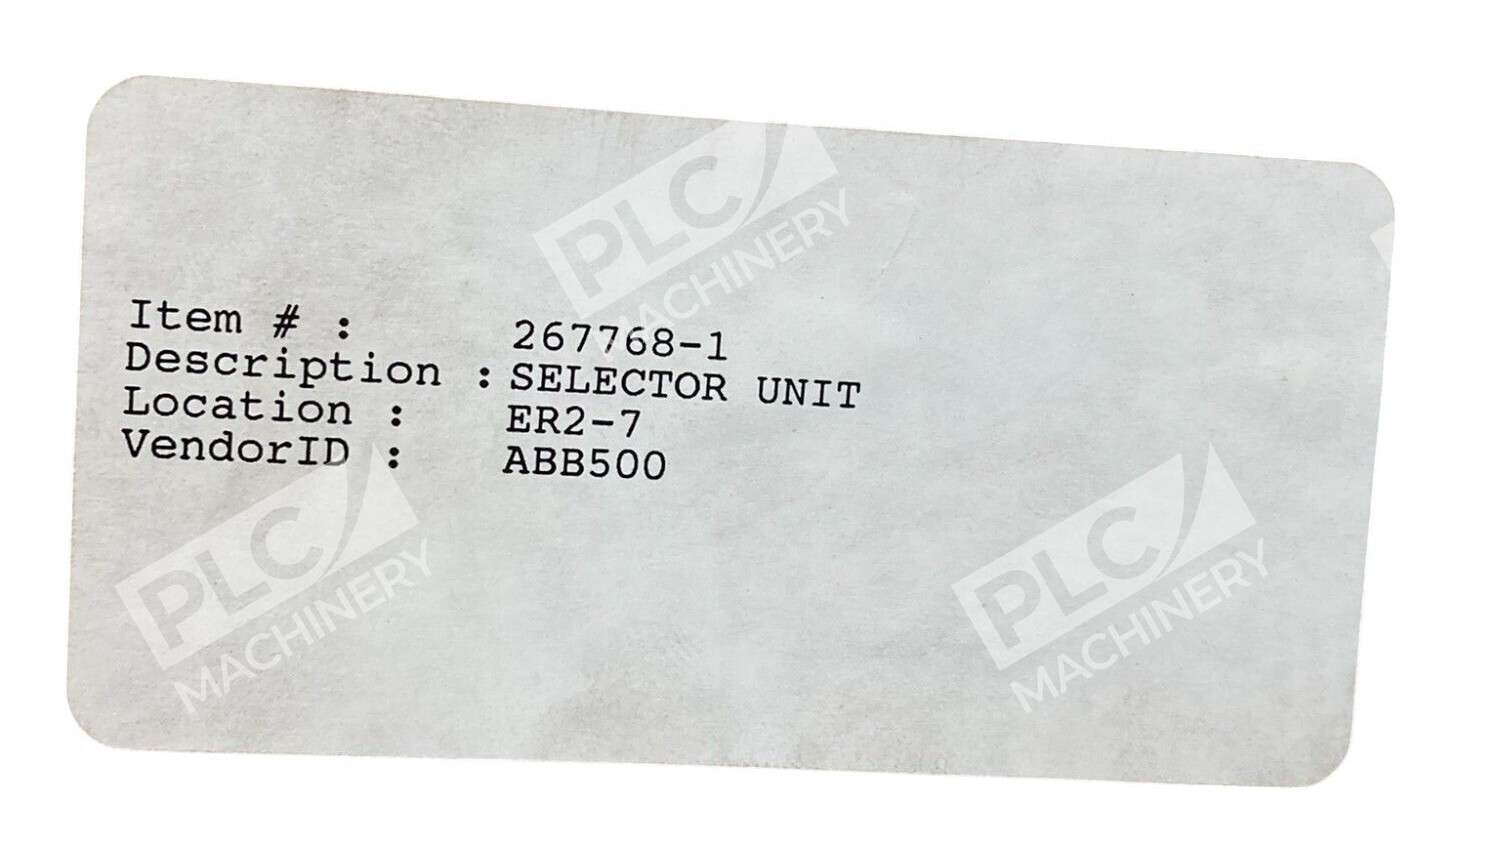 PLC
MACHINERY
Item # : 267768-1
Description : SELECTOR UNIT
Location : ER2-7
VendorID : ABB500
PLC
MACHINERY
PLC
MACHINERY